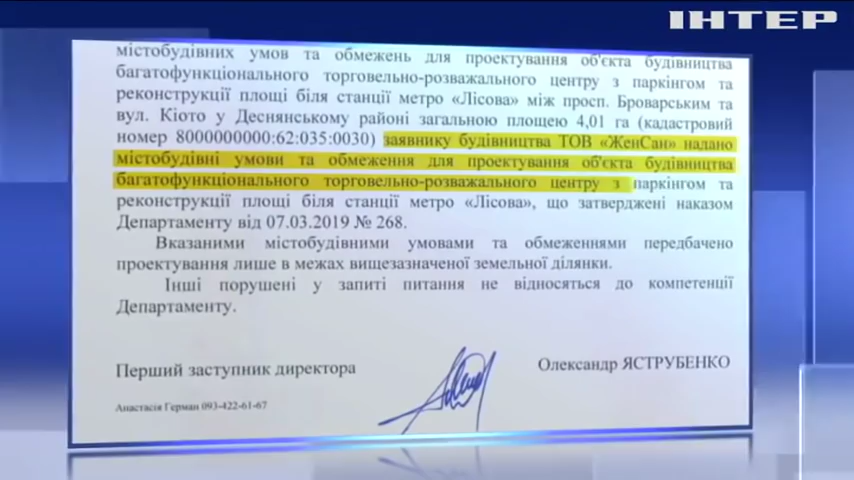 ІНТЕР
містобудівних умов та обмежень для проектування об'єкта будівництва
багатофункціонального торговельно-розважального центру з паркінгом та
реконструкції площі біля станції метро «Лісова» між просп. Броварським та
вул. Кіото у Деснянському районі загальною площею 4,01 га (кадастровий
номер 8000000000:62:035:0030) заявнику будівництва ТОВ «ЖенСан» надано
містобудівні умови та обмеження для проектування об'єкта будівництва
багатофункціонального торговельно-розважального центру з паркінгом та
реконструкції площі біля станції метро «Лісова», що затверджені наказом
Департаменту від 07.03.2019 № 268.
Вказаними містобудівними умовами та обмеженнями передбачено
проектування лише в межах вищезазначеної земельної ділянки.
Інші порушені у запиті питання не відносяться до компетенції
Департаменту.
Перший заступник директора
Олександр ЯСТРУБЕНКО
Анастасія Герман 093-422-61-67